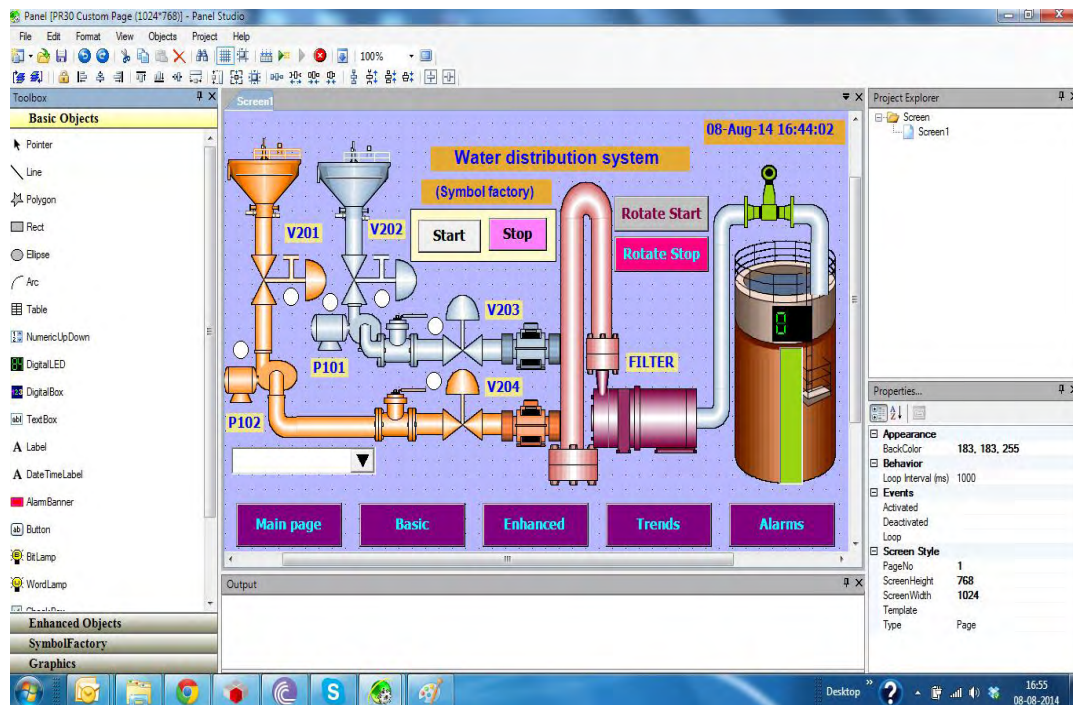 Panel [PR30 Custom Page (1024*768)] - Panel Studio
File Edit Format View Objects Project Help
100%
Toolbox
Basic Objects
Pointer
Line
Polygon
Rect
Ellipse
Arc
Table
NumericUpDown
DigitalLED
DigitalBox
TextBox
Label
DateTimeLabel
AlarmBanner
Button
BitLamp
WordLamp
CheckBox
Enhanced Objects
SymbolFactory
Graphics
Screen1
08-Aug-14 16:44:02
Water distribution system
(Symbol factory)
Start
Stop
Rotate Start
Rotate Stop
V201
V202
V203
P101
FILTER
V204
P102
0
Main page
Basic
Enhanced
Trends
Alarms
Output
Project Explorer
Screen
Screen1
Properties...
Appearance
BackColor 183, 183, 255
Behavior
Loop Interval (ms) 1000
Events
Activated
Deactivated
Loop
Screen Style
PageNo 1
ScreenHeight 768
ScreenWidth 1024
Template
Type Page
Desktop
16:55
08-08-2014